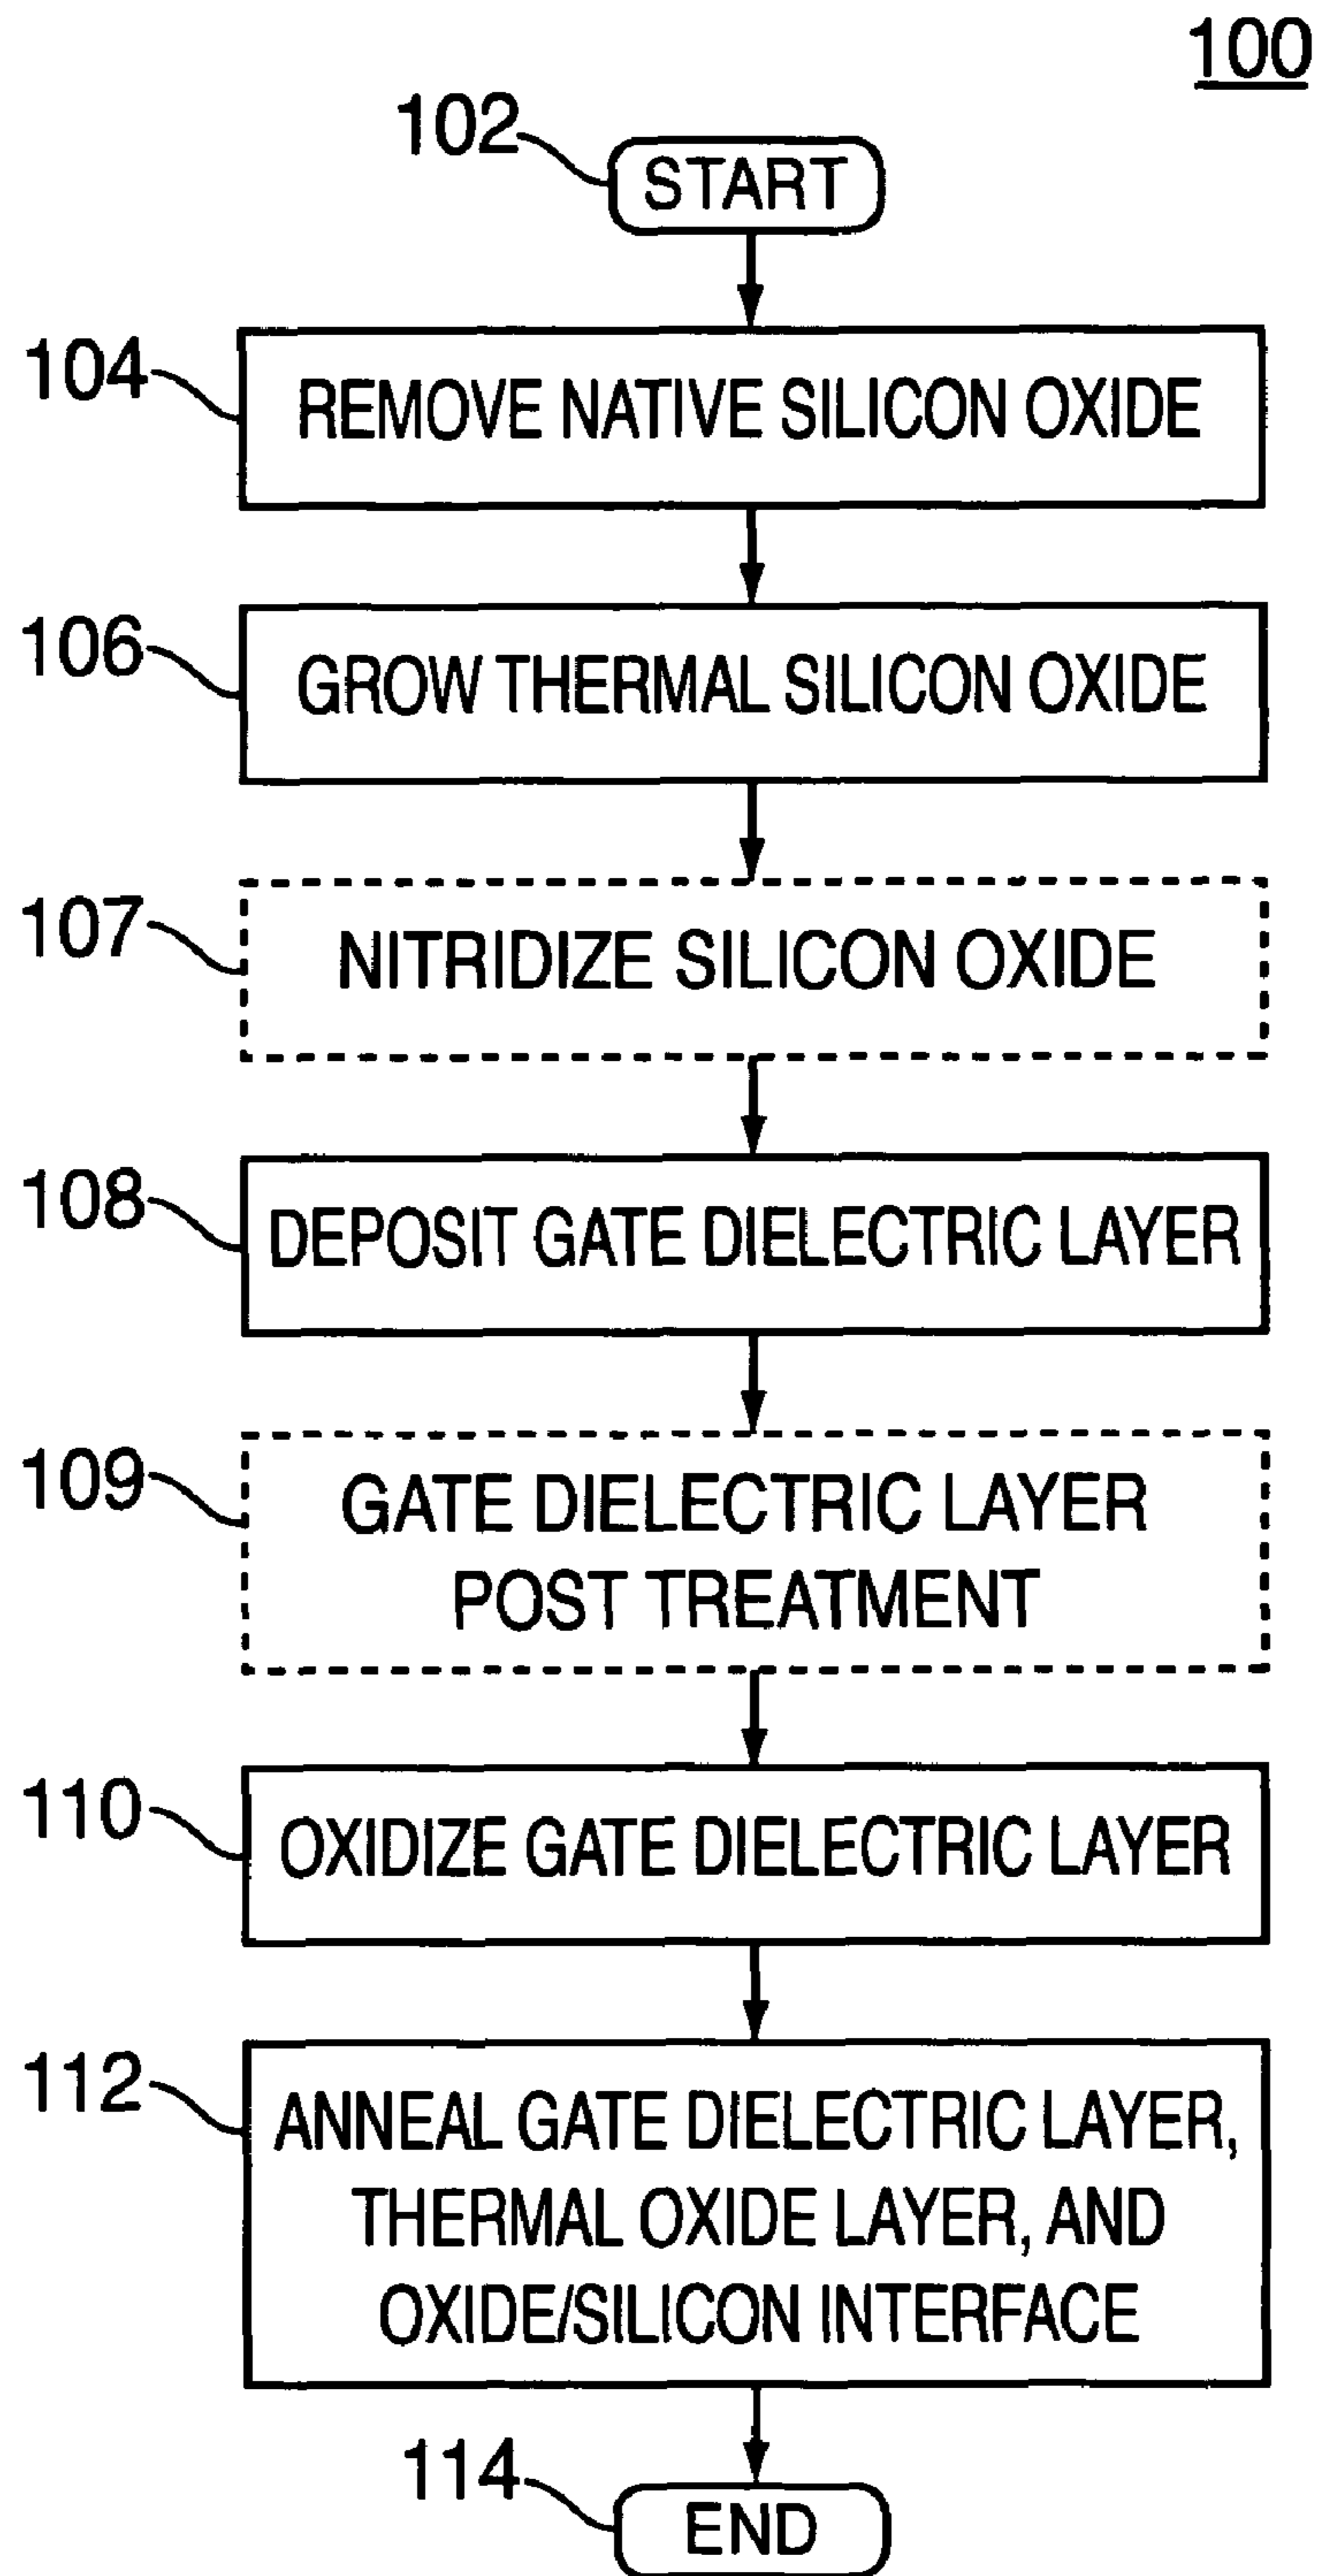 100
102
START
104
REMOVE NATIVE SILICON OXIDE
106
GROW THERMAL SILICON OXIDE
107
NITRIDIZE SILICON OXIDE
108
DEPOSIT GATE DIELECTRIC LAYER
109
GATE DIELECTRIC LAYER
POST TREATMENT
110
OXIDIZE GATE DIELECTRIC LAYER
112
ANNEAL GATE DIELECTRIC LAYER,
THERMAL OXIDE LAYER, AND
OXIDE/SILICON INTERFACE
114
END